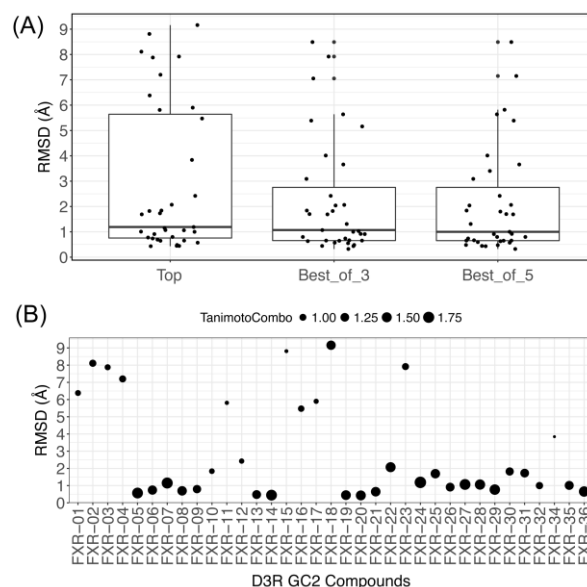 (A)
RMSD (Å)
9
8
7
6
5
4
3
2
1
0
Top Best_of_3 Best_of_5
(B)
TanimotoCombo 1.00 1.25 1.50 1.75
RMSD (Å)
9
8
7
6
5
4
3
2
1
0
FXR-01
FXR-02
FXR-03
FXR-04
FXR-05
FXR-06
FXR-07
FXR-08
FXR-09
FXR-10
FXR-11
FXR-12
FXR-13
FXR-14
FXR-15
FXR-16
FXR-17
FXR-18
FXR-19
FXR-20
FXR-21
FXR-22
FXR-23
FXR-24
FXR-25
FXR-26
FXR-27
FXR-28
FXR-29
FXR-30
FXR-31
FXR-32
FXR-34
FXR-35
FXR-36
D3R GC2 Compounds